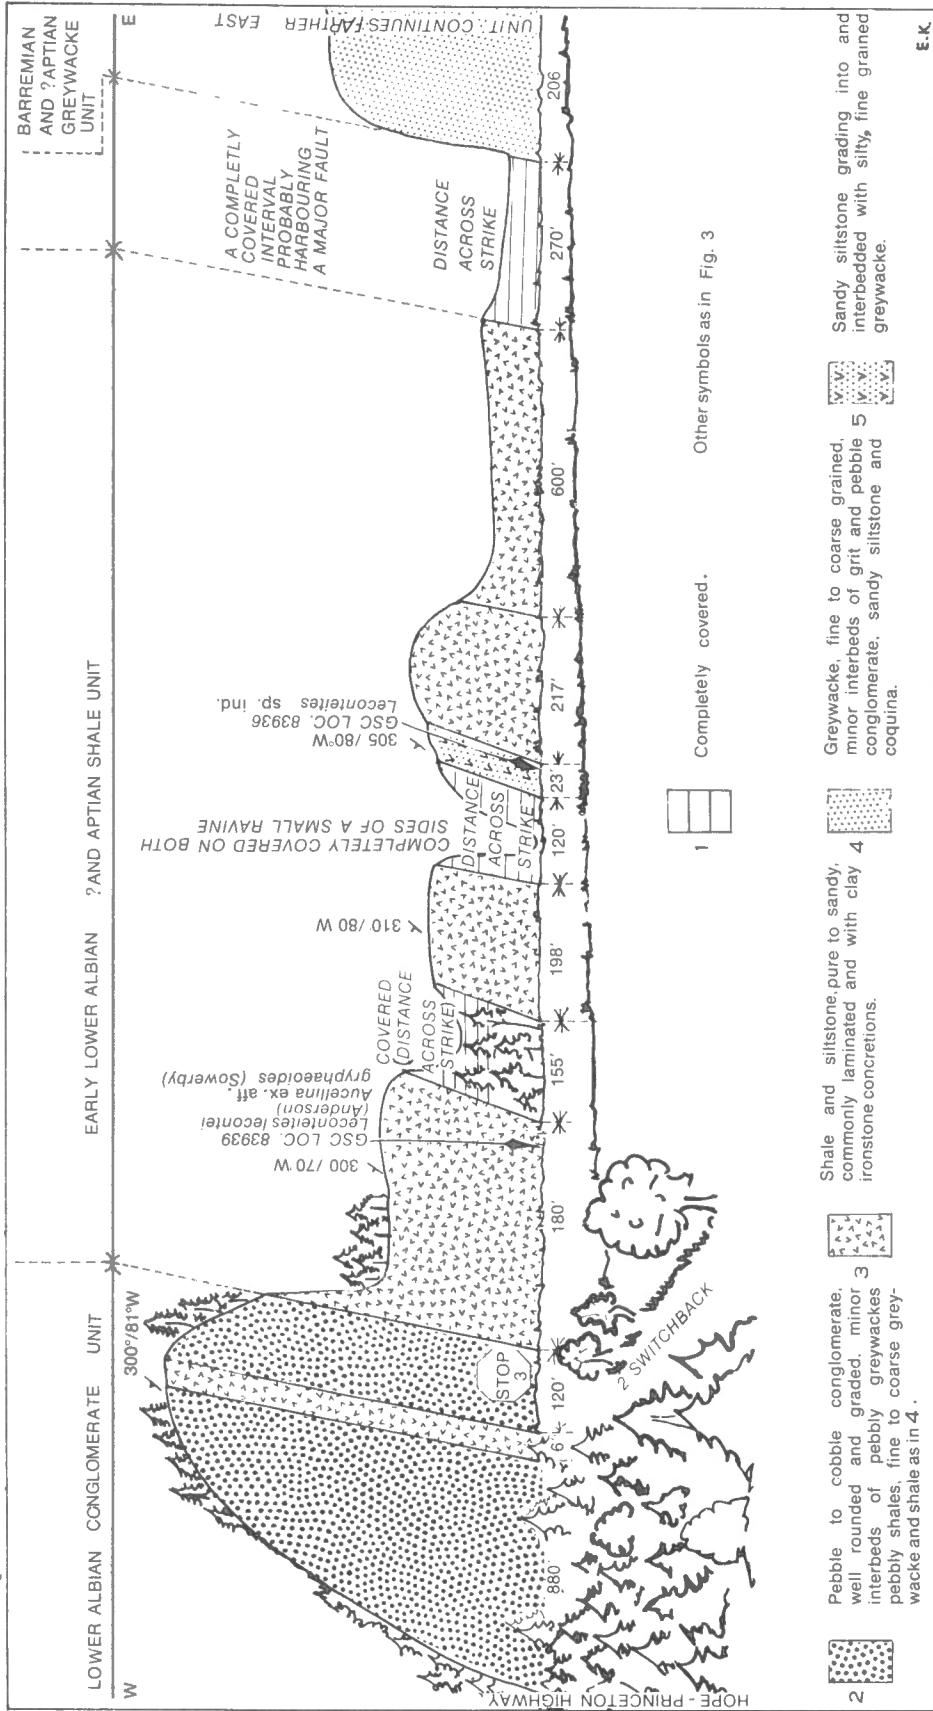 LOWER ALBIAN CONGLOMERATE UNIT
EARLY LOWER ALBIAN ?AND APTIAN SHALE UNIT
BARREMIAN
AND ?APTIAN
GREYWACKE
UNIT
W
E
300°/81°W
300/70°W
GSC LOC. 83939
Leconteites lecontei
(Anderson)
Aucellina ex. aff.
gryphaeoides (Sowerby)
COVERED
(DISTANCE
ACROSS
STRIKE)
310/80 W
COMPLETELY COVERED ON BOTH
SIDES OF A SMALL RAVINE
DISTANCE
ACROSS
STRIKE
305/80°W
GSC LOC. 83936
Leconteites sp. ind.
A COMPLETLY
COVERED
INTERVAL
PROBABLY
HARBOURING
A MAJOR FAULT
DISTANCE
ACROSS
STRIKE
UNIT CONTINUES FARTHER EAST
STOP
3
880'
6'
120'
180'
155'
198'
120'
23'
217'
600'
270'
206
HOPE - PRINCETON HIGHWAY
2 SWITCHBACK
1 Completely covered.
Other symbols as in Fig. 3
2 Pebble to cobble conglomerate,
well rounded and graded, minor
interbeds of pebbly greywackes
pebbly shales, fine to coarse grey-
wacke and shale as in 4.
3 Shale and siltstone, pure to sandy,
commonly laminated and with clay
ironstone concretions.
4 Greywacke, fine to coarse grained,
minor interbeds of grit and pebble
conglomerate, sandy siltstone and
coquina.
5 Sandy siltstone grading into and
interbedded with silty, fine grained
greywacke.
E.K.